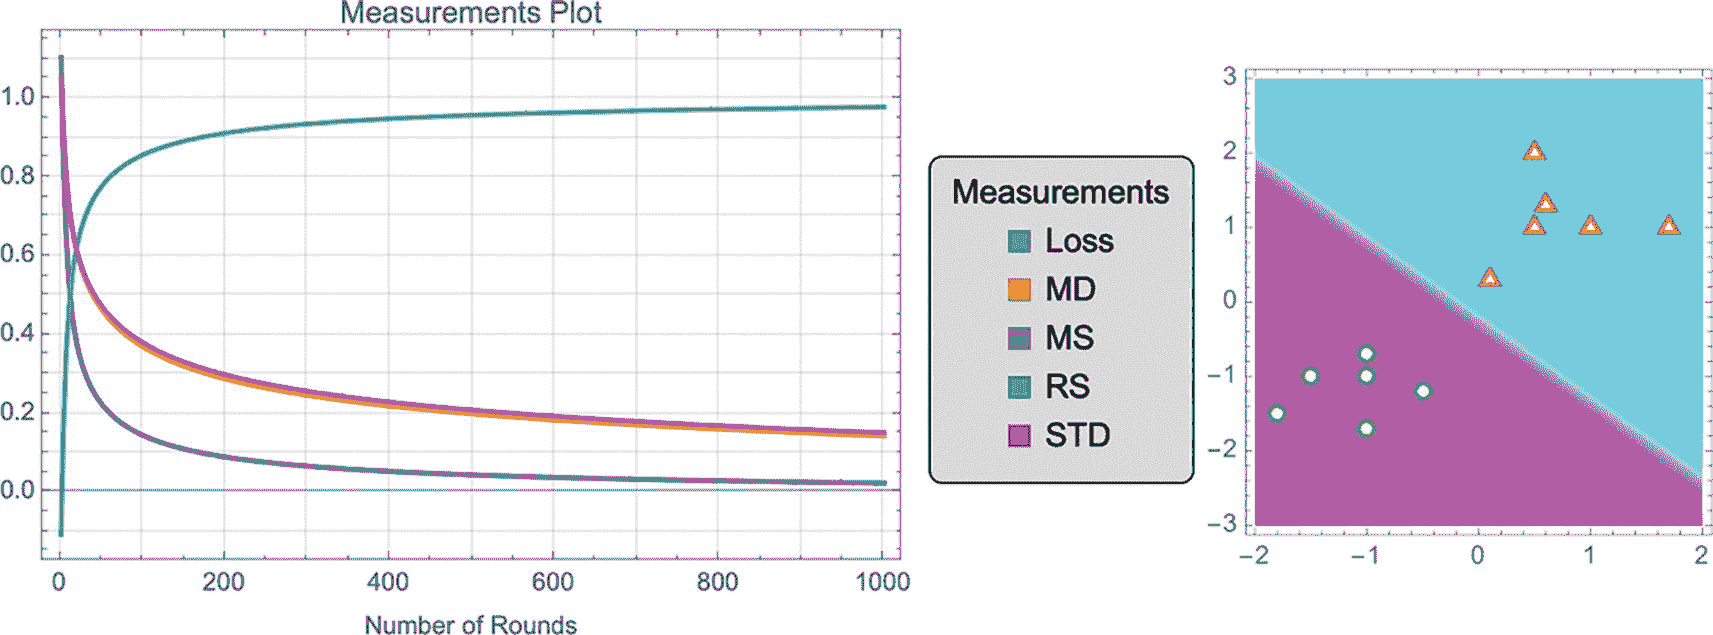 Measurements Plot
1.0
0.8
0.6
0.4
0.2
0.0
0 200 400 600 800 1000
Number of Rounds
Measurements
Loss
MD
MS
RS
STD
3
2
1
0
−1
−2
−3
−2 −1 0 1 2